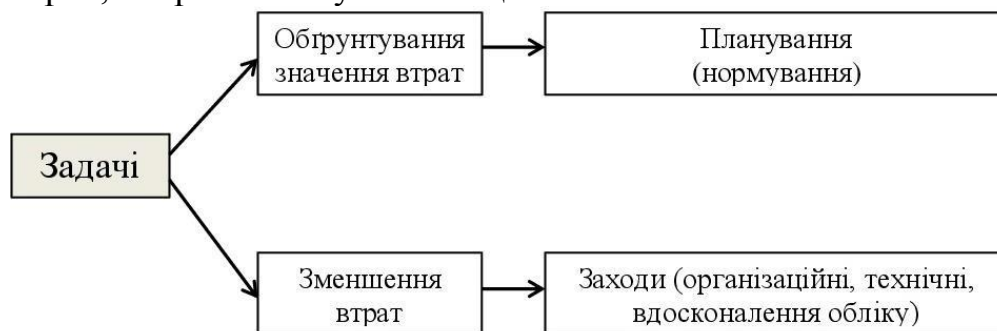 Обґрунтування
значення втрат
Планування
(нормування)
Задачі
Зменшення
втрат
Заходи (організаційні, технічні,
вдосконалення обліку)